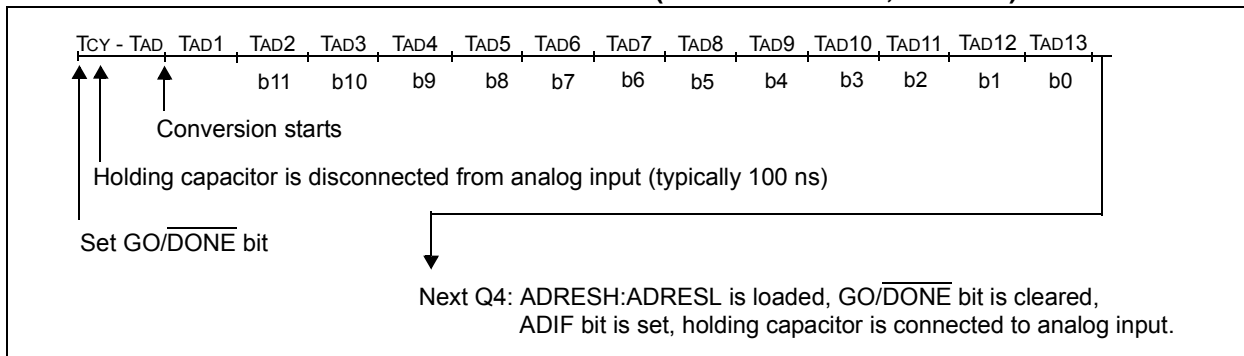 TCY - TAD TAD1 TAD2 TAD3 TAD4 TAD5 TAD6 TAD7 TAD8 TAD9 TAD10 TAD11 TAD12 TAD13
b11 b10 b9 b8 b7 b6 b5 b4 b3 b2 b1 b0
Conversion starts
Holding capacitor is disconnected from analog input (typically 100 ns)
Set GO/DONE bit
Next Q4: ADRESH:ADRESL is loaded, GO/DONE bit is cleared,
ADIF bit is set, holding capacitor is connected to analog input.